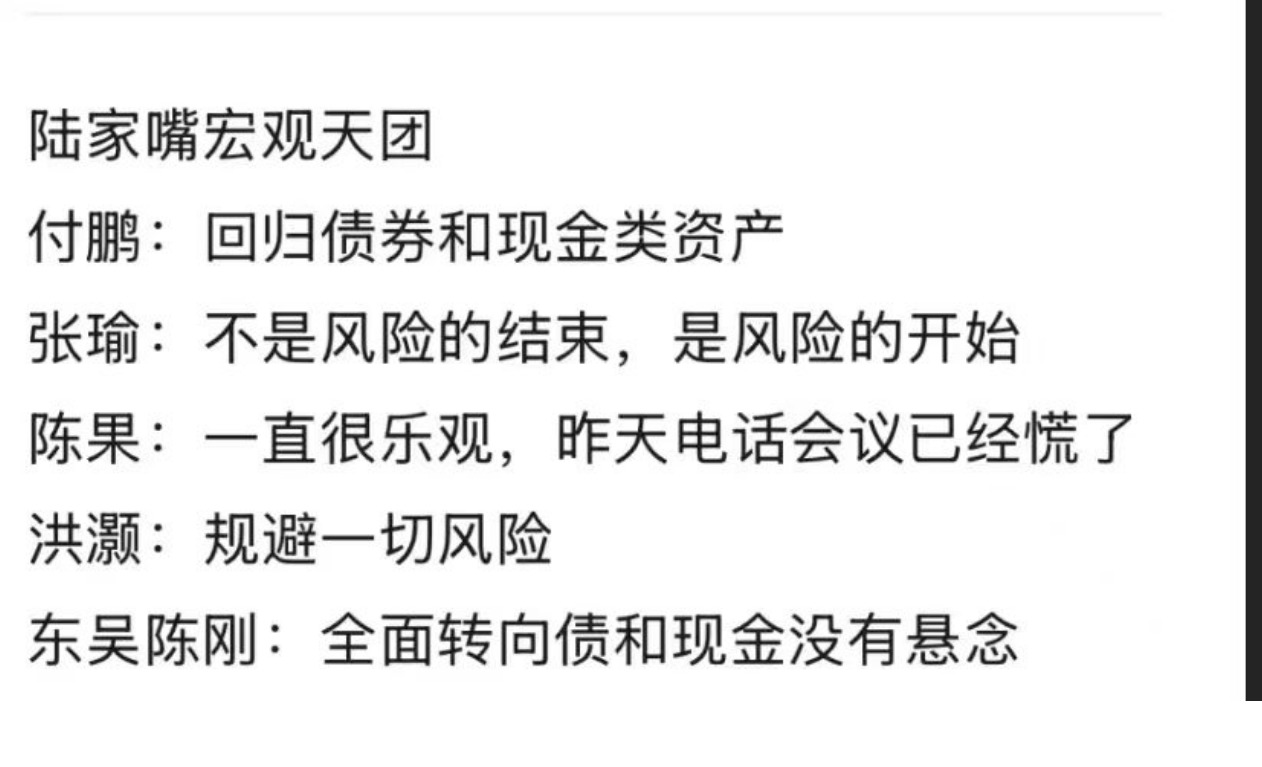 陆家嘴宏观天团
付鹏：回归债券和现金类资产
张瑜：不是风险的结束，是风险的开始
陈果：一直很乐观，昨天电话会议已经慌了
洪灏：规避一切风险
东吴陈刚：全面转向债和现金没有悬念